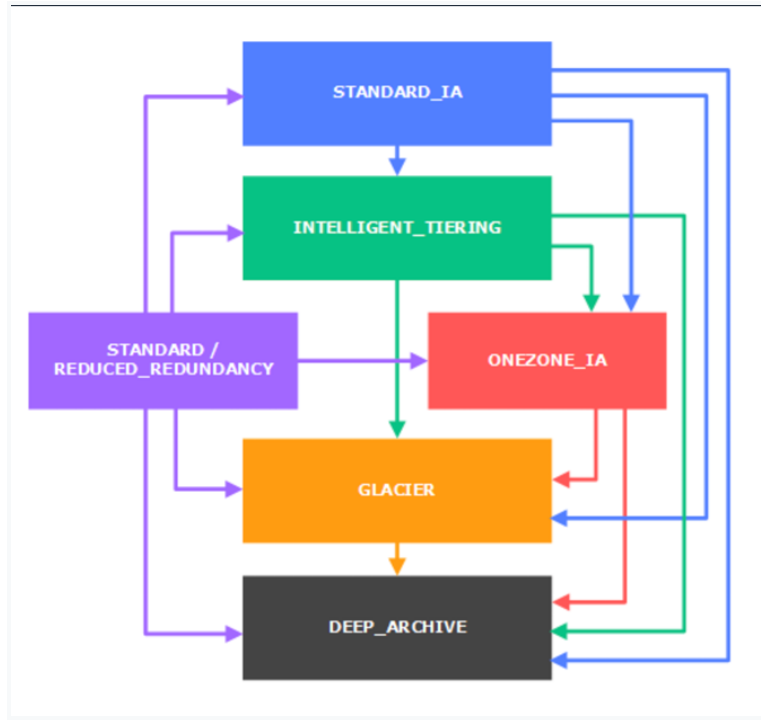 STANDARD_IA
INTELLIGENT_TIERING
STANDARD /
REDUCED_REDUNDANCY
ONEZONE_IA
GLACIER
DEEP_ARCHIVE